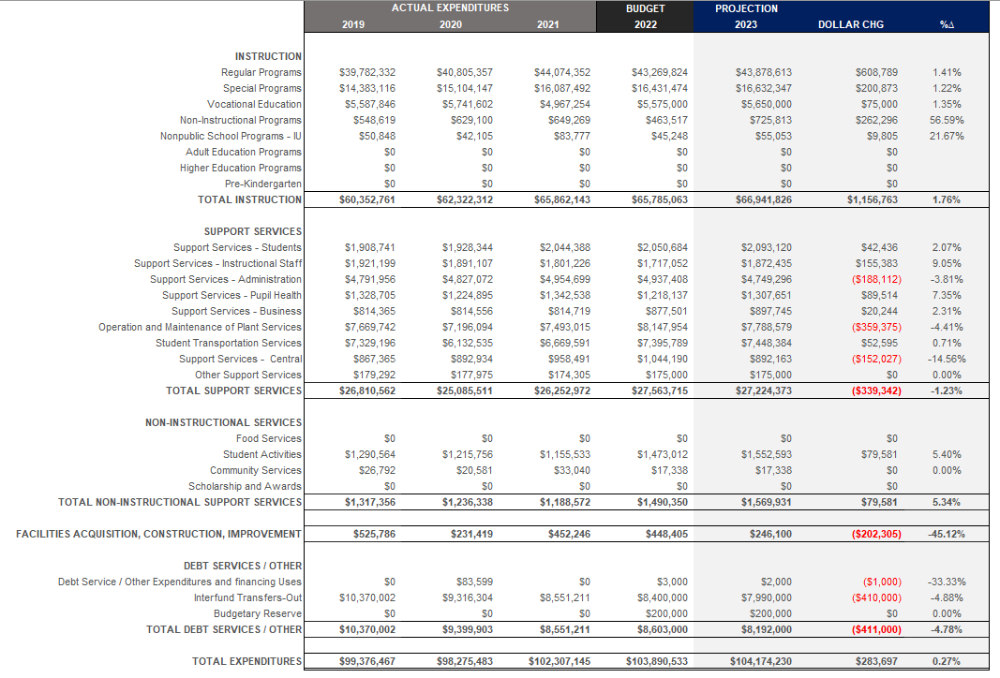 ACTUAL EXPENDITURES BUDGET PROJECTION
2019 2020 2021 2022 2023 DOLLAR CHG %Δ
INSTRUCTION
Regular Programs $39,782,332 $40,805,357 $44,074,352 $43,269,824 $43,878,613 $608,789 1.41%
Special Programs $14,383,116 $15,104,147 $16,087,492 $16,431,474 $16,632,347 $200,873 1.22%
Vocational Education $5,587,846 $5,741,602 $4,967,254 $5,575,000 $5,650,000 $75,000 1.35%
Non-Instructional Programs $548,619 $629,100 $649,269 $463,517 $725,813 $262,296 56.59%
Nonpublic School Programs - IU $50,848 $42,105 $83,777 $45,248 $55,053 $9,805 21.67%
Adult Education Programs $0 $0 $0 $0 $0 $0
Higher Education Programs $0 $0 $0 $0 $0 $0
Pre-Kindergarten $0 $0 $0 $0 $0 $0
TOTAL INSTRUCTION $60,352,761 $62,322,312 $65,862,143 $65,785,063 $66,941,826 $1,156,763 1.76%
SUPPORT SERVICES
Support Services - Students $1,908,741 $1,928,344 $2,044,388 $2,050,684 $2,093,120 $42,436 2.07%
Support Services - Instructional Staff $1,921,199 $1,891,107 $1,801,226 $1,717,052 $1,872,435 $155,383 9.05%
Support Services - Administration $4,791,956 $4,827,072 $4,954,699 $4,937,408 $4,749,296 ($188,112) -3.81%
Support Services - Pupil Health $1,328,705 $1,224,895 $1,342,538 $1,218,137 $1,307,651 $89,514 7.35%
Support Services - Business $814,365 $814,556 $814,719 $877,501 $897,745 $20,244 2.31%
Operation and Maintenance of Plant Services $7,669,742 $7,196,094 $7,493,015 $8,147,954 $7,788,579 ($359,375) -4.41%
Student Transportation Services $7,329,196 $6,132,535 $6,669,591 $7,395,789 $7,448,384 $52,595 0.71%
Support Services - Central $867,365 $892,934 $958,491 $1,044,190 $892,163 ($152,027) -14.56%
Other Support Services $179,292 $177,975 $174,305 $175,000 $175,000 $0 0.00%
TOTAL SUPPORT SERVICES $26,810,562 $25,085,511 $26,252,972 $27,563,715 $27,224,373 ($339,342) -1.23%
NON-INSTRUCTIONAL SERVICES
Food Services $0 $0 $0 $0 $0 $0
Student Activities $1,290,564 $1,215,756 $1,155,533 $1,473,012 $1,552,593 $79,581 5.40%
Community Services $26,792 $20,581 $33,040 $17,338 $17,338 $0 0.00%
Scholarship and Awards $0 $0 $0 $0 $0 $0
TOTAL NON-INSTRUCTIONAL SUPPORT SERVICES $1,317,356 $1,236,338 $1,188,572 $1,490,350 $1,569,931 $79,581 5.34%
FACILITIES ACQUISITION, CONSTRUCTION, IMPROVEMENT $525,786 $231,419 $452,246 $448,405 $246,100 ($202,305) -45.12%
DEBT SERVICES / OTHER
Debt Service / Other Expenditures and financing Uses $0 $83,599 $0 $3,000 $2,000 ($1,000) -33.33%
Interfund Transfers-Out $10,370,002 $9,316,304 $8,551,211 $8,400,000 $7,990,000 ($410,000) -4.88%
Budgetary Reserve $0 $0 $0 $200,000 $200,000 $0 0.00%
TOTAL DEBT SERVICES / OTHER $10,370,002 $9,399,903 $8,551,211 $8,603,000 $8,192,000 ($411,000) -4.78%
TOTAL EXPENDITURES $99,376,467 $98,275,483 $102,307,145 $103,890,533 $104,174,230 $283,697 0.27%